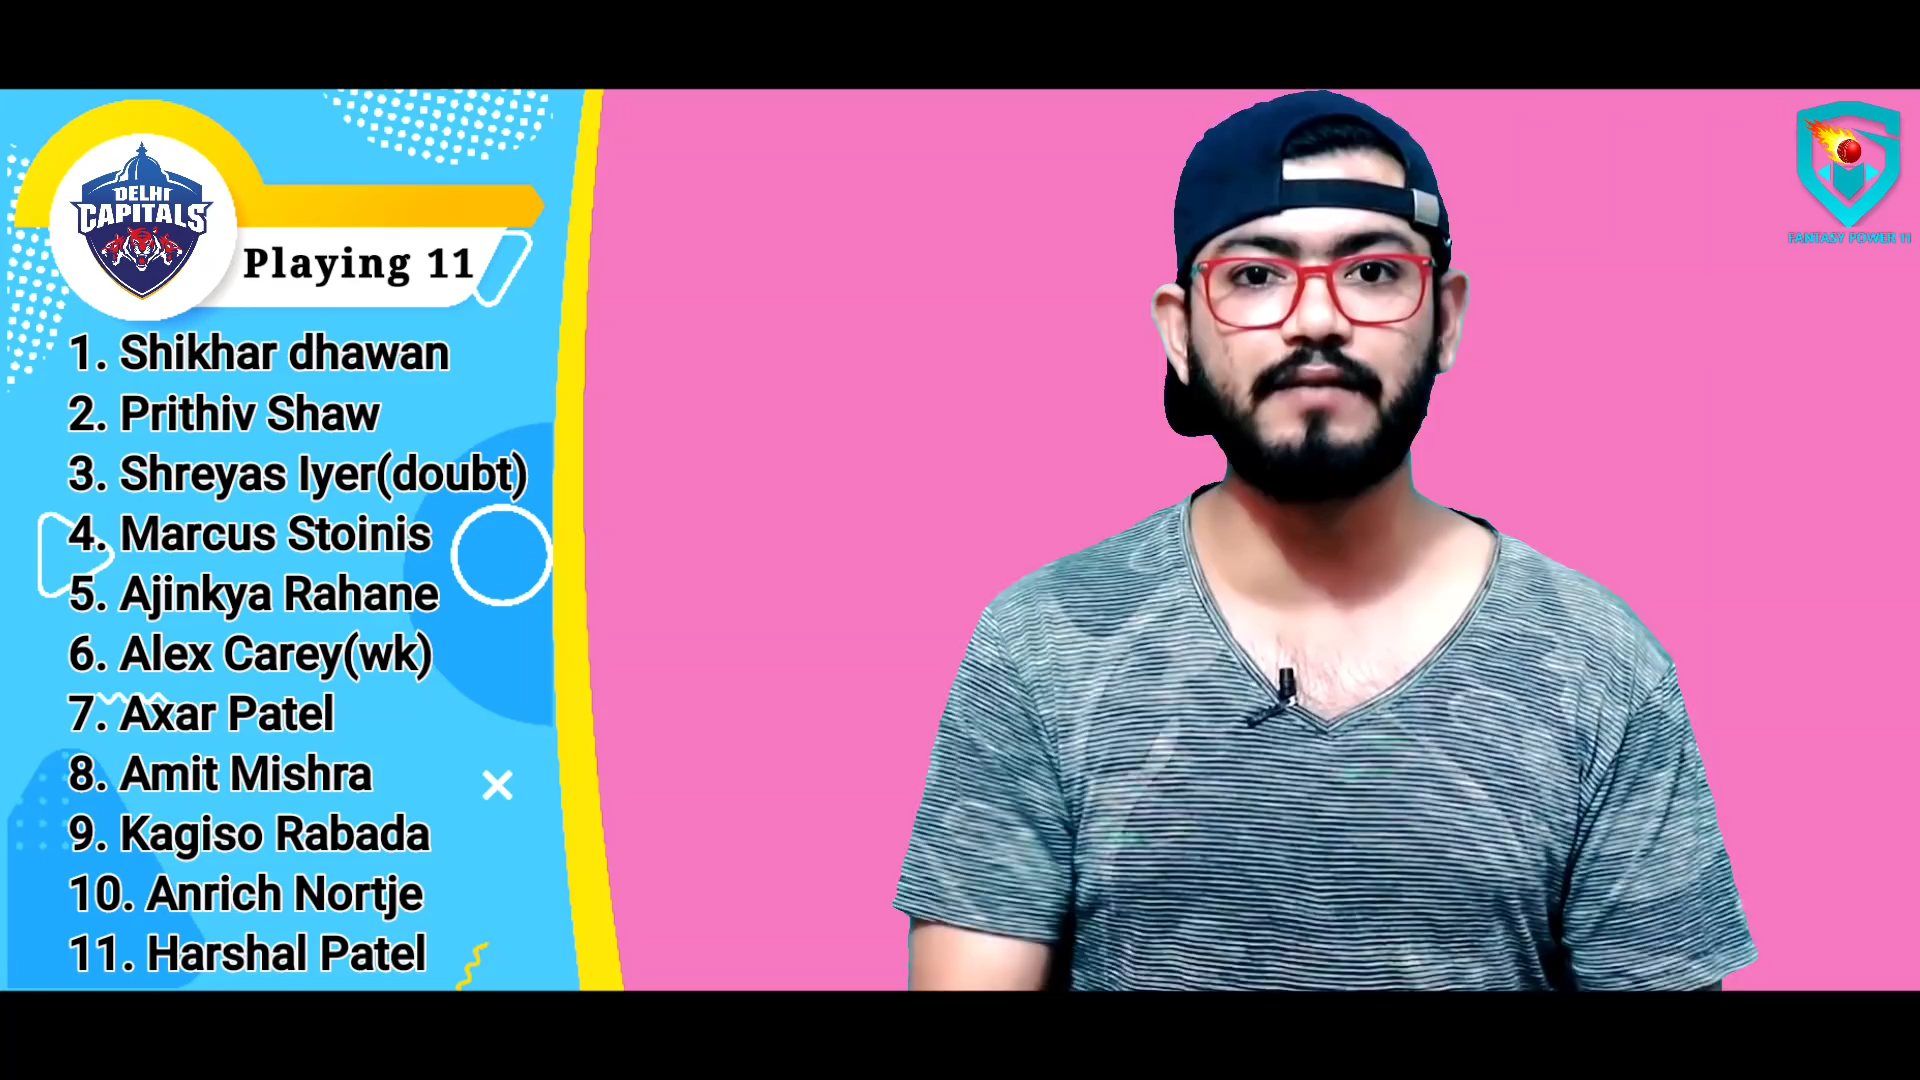 DELHI
CAPITALS
Playing 11
1. Shikhar dhawan
2. Prithiv Shaw
3. Shreyas Iyer(doubt)
4. Marcus Stoinis
5. Ajinkya Rahane
6. Alex Carey(wk)
7. Axar Patel
8. Amit Mishra
9. Kagiso Rabada
10. Anrich Nortje
11. Harshal Patel
FANTASY POWER 11